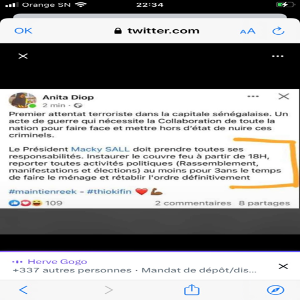 Orange SN
22:34
OK
twitter.com
AA
Anita Diop
2 min
Premier attentat terroriste dans la capitale sénégalaise. Un
acte de guerre qui nécessite la Collaboration de toute la
nation pour faire face et mettre hors d'état de nuire ces
criminels.
Le Président Macky SALL doit prendre toutes ses
responsabilités. Instaurer le couvre feu à partir de 18H,
reporter toutes activités politiques (Rassemblement,
manifestations et élections) au moins pour 3ans le temps
de faire le ménage et rétablir l'ordre définitivement
#maintienreek - #thiokifin
109
2 commentaires 8 partages
Herve Gogo
+337 autres personnes · Mandat de dépôt/dis...